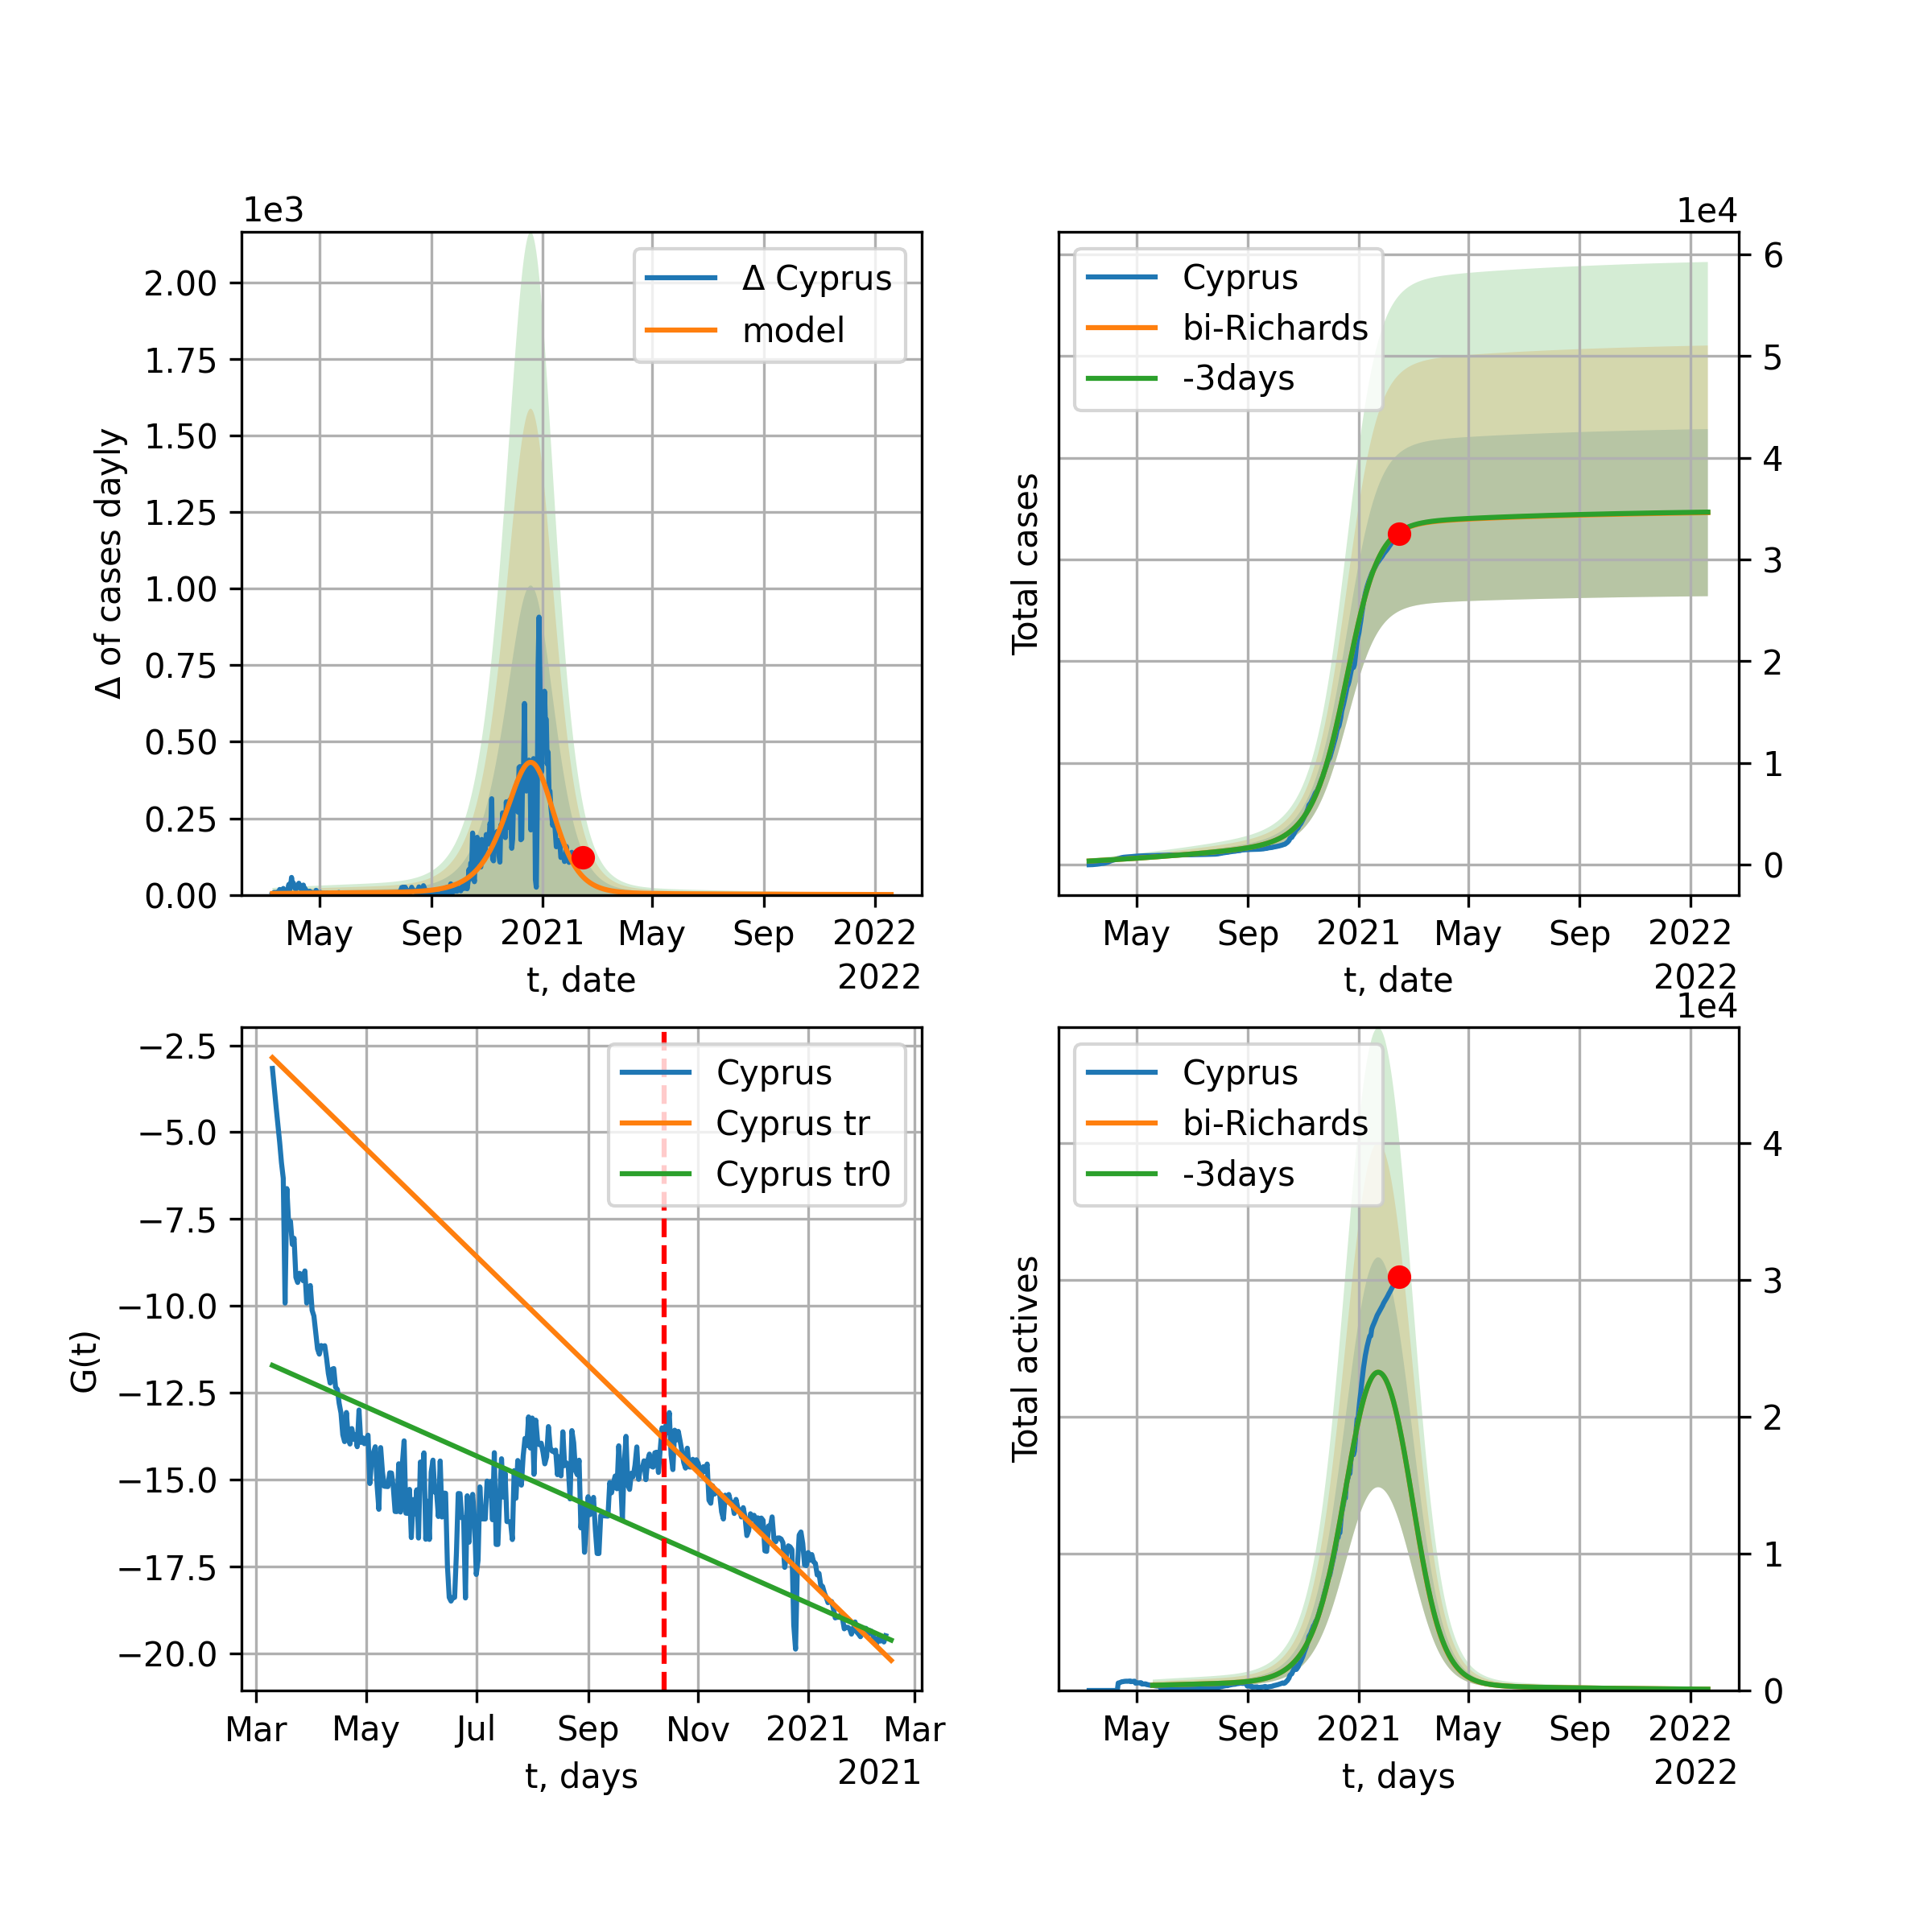 1e3
Δ of cases dayly
2.00
1.75
1.50
1.25
1.00
0.75
0.50
0.25
0.00
Δ Cyprus
model
May Sep 2021 May Sep 2022
t, date
2022
1e4
Total cases
Cyprus
bi-Richards
-3days
6
5
4
3
2
1
0
May Sep 2021 May Sep 2022
t, date
2022
G(t)
−2.5
−5.0
−7.5
−10.0
−12.5
−15.0
−17.5
−20.0
Cyprus
Cyprus tr
Cyprus tr0
Mar May Jul Sep Nov 2021 Mar
t, days
2021
1e4
Total actives
Cyprus
bi-Richards
-3days
4
3
2
1
0
May Sep 2021 May Sep 2022
t, days
2022